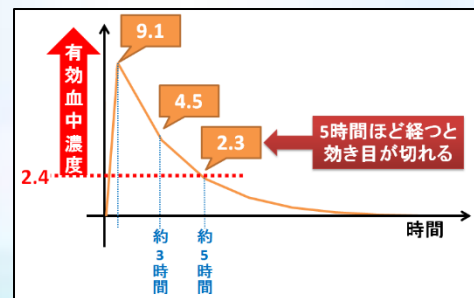 9.1
有効血中濃度
4.5
2.3
5時間ほど経つと
効き目が切れる
2.4
時間
約3時間
約5時間